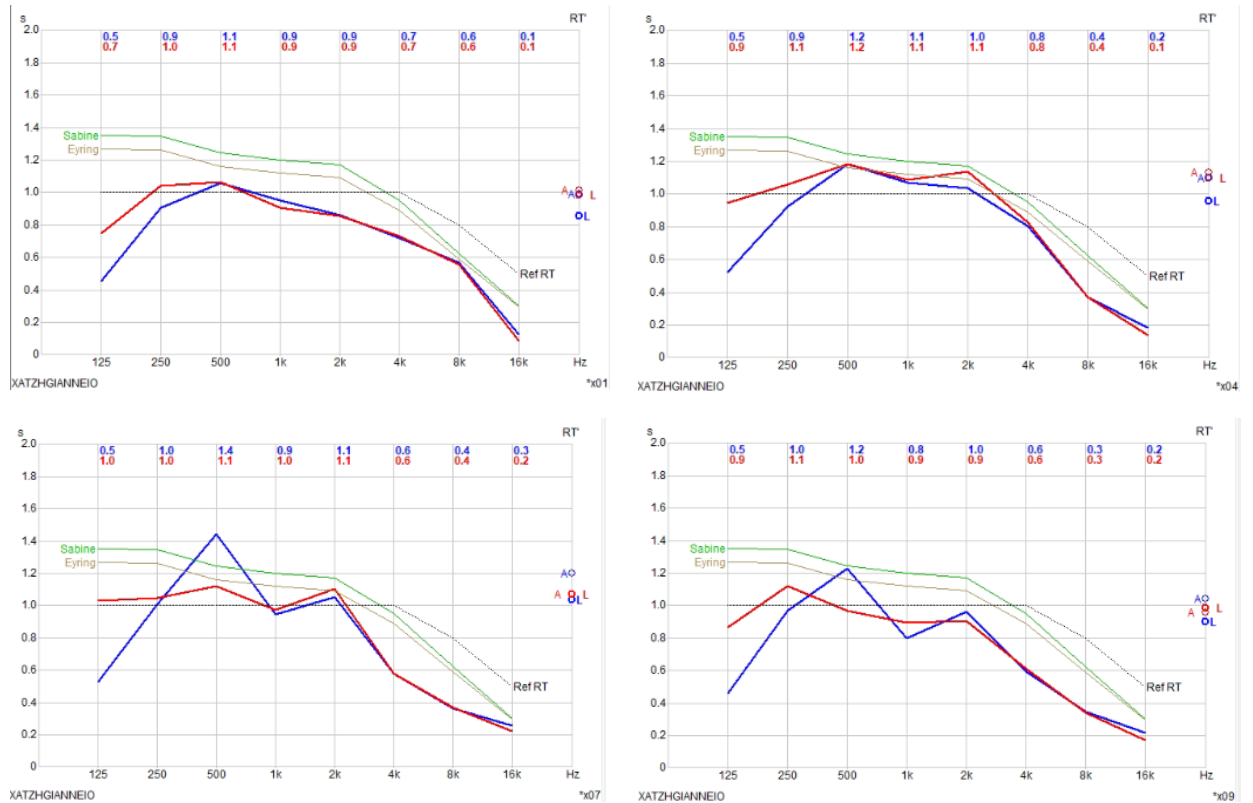 s RT'
2.0 0.5 0.9 1.1 0.9 0.9 0.7 0.6 0.1
0.7 1.0 1.1 0.9 0.9 0.7 0.6 0.1
1.8
1.6
1.4
Sabine
Eyring
1.2
1.0 A A L
L
0.8
0.6
Ref RT
0.4
0.2
0
125 250 500 1k 2k 4k 8k 16k Hz
XATZHGIANNEIO *x01
s RT'
2.0 0.5 0.9 1.2 1.1 1.0 0.8 0.4 0.2
0.9 1.1 1.2 1.1 1.1 0.8 0.4 0.1
1.8
1.6
1.4
Sabine
Eyring
1.2
A A L
1.0 L
0.8
0.6
Ref RT
0.4
0.2
0
125 250 500 1k 2k 4k 8k 16k Hz
XATZHGIANNEIO *x04
s RT'
2.0 0.5 1.0 1.4 0.9 1.1 0.6 0.4 0.3
1.0 1.0 1.1 1.0 1.1 0.6 0.4 0.2
1.8
1.6
1.4
Sabine
Eyring
1.2 A
A L
1.0 L
0.8
0.6
Ref RT
0.4
0.2
0
125 250 500 1k 2k 4k 8k 16k Hz
XATZHGIANNEIO *x07
s RT'
2.0 0.5 1.0 1.2 0.8 1.0 0.6 0.3 0.2
0.9 1.1 1.0 0.9 0.9 0.6 0.3 0.2
1.8
1.6
1.4
Sabine
Eyring
1.2
A
1.0 A L
L
0.8
0.6
Ref RT
0.4
0.2
0
125 250 500 1k 2k 4k 8k 16k Hz
XATZHGIANNEIO *x09